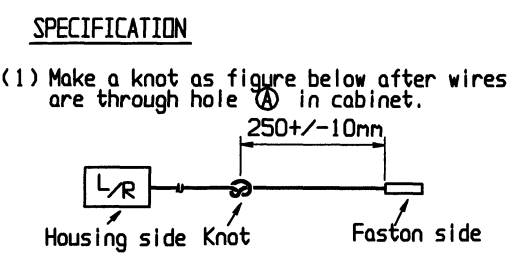 SPECIFICATION
(1) Make a knot as figure below after wires
are through hole Ⓐ in cabinet.
250+/-10mm
L/R
Housing side Knot Faston side